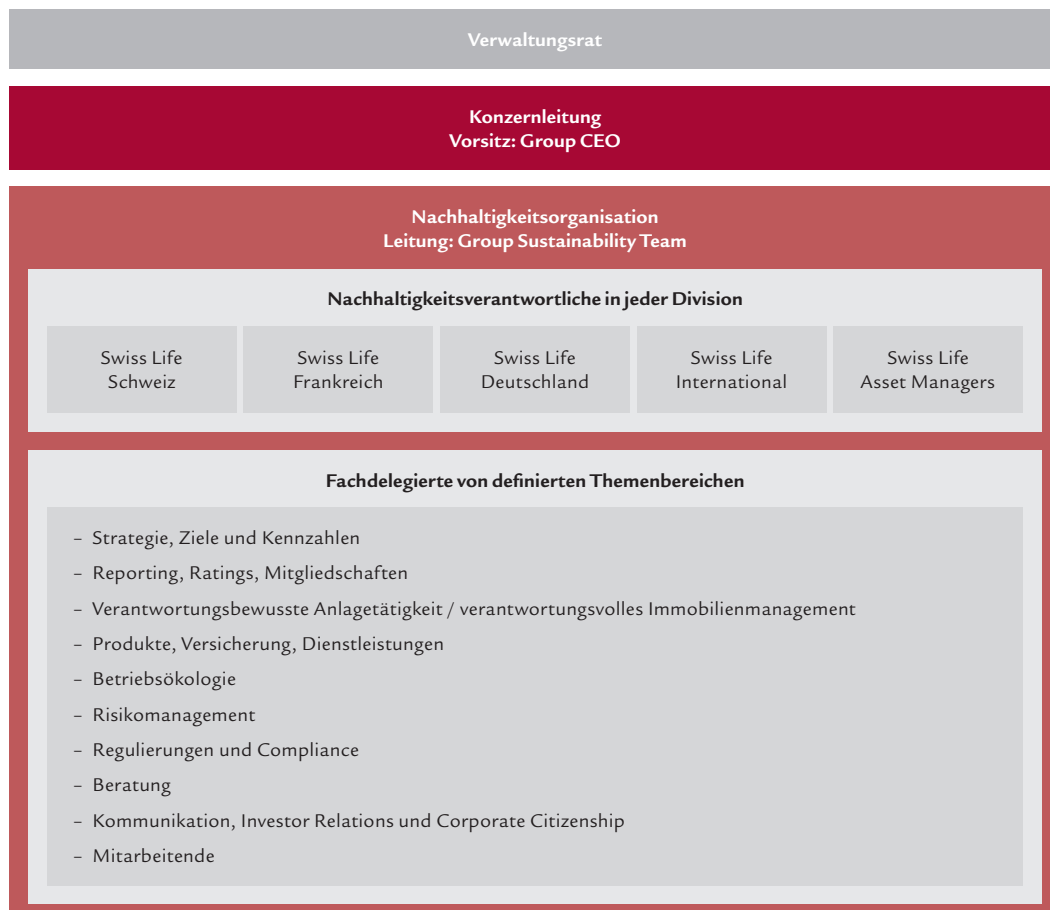 Verwaltungsrat
Konzernleitung
Vorsitz: Group CEO
Nachhaltigkeitsorganisation
Leitung: Group Sustainability Team
Nachhaltigkeitsverantwortliche in jeder Division
Swiss Life
Schweiz
Swiss Life
Frankreich
Swiss Life
Deutschland
Swiss Life
International
Swiss Life
Asset Managers
Fachdelegierte von definierten Themenbereichen
– Strategie, Ziele und Kennzahlen
– Reporting, Ratings, Mitgliedschaften
– Verantwortungsbewusste Anlagetätigkeit / verantwortungsvolles Immobilienmanagement
– Produkte, Versicherung, Dienstleistungen
– Betriebsökologie
– Risikomanagement
– Regulierungen und Compliance
– Beratung
– Kommunikation, Investor Relations und Corporate Citizenship
– Mitarbeitende